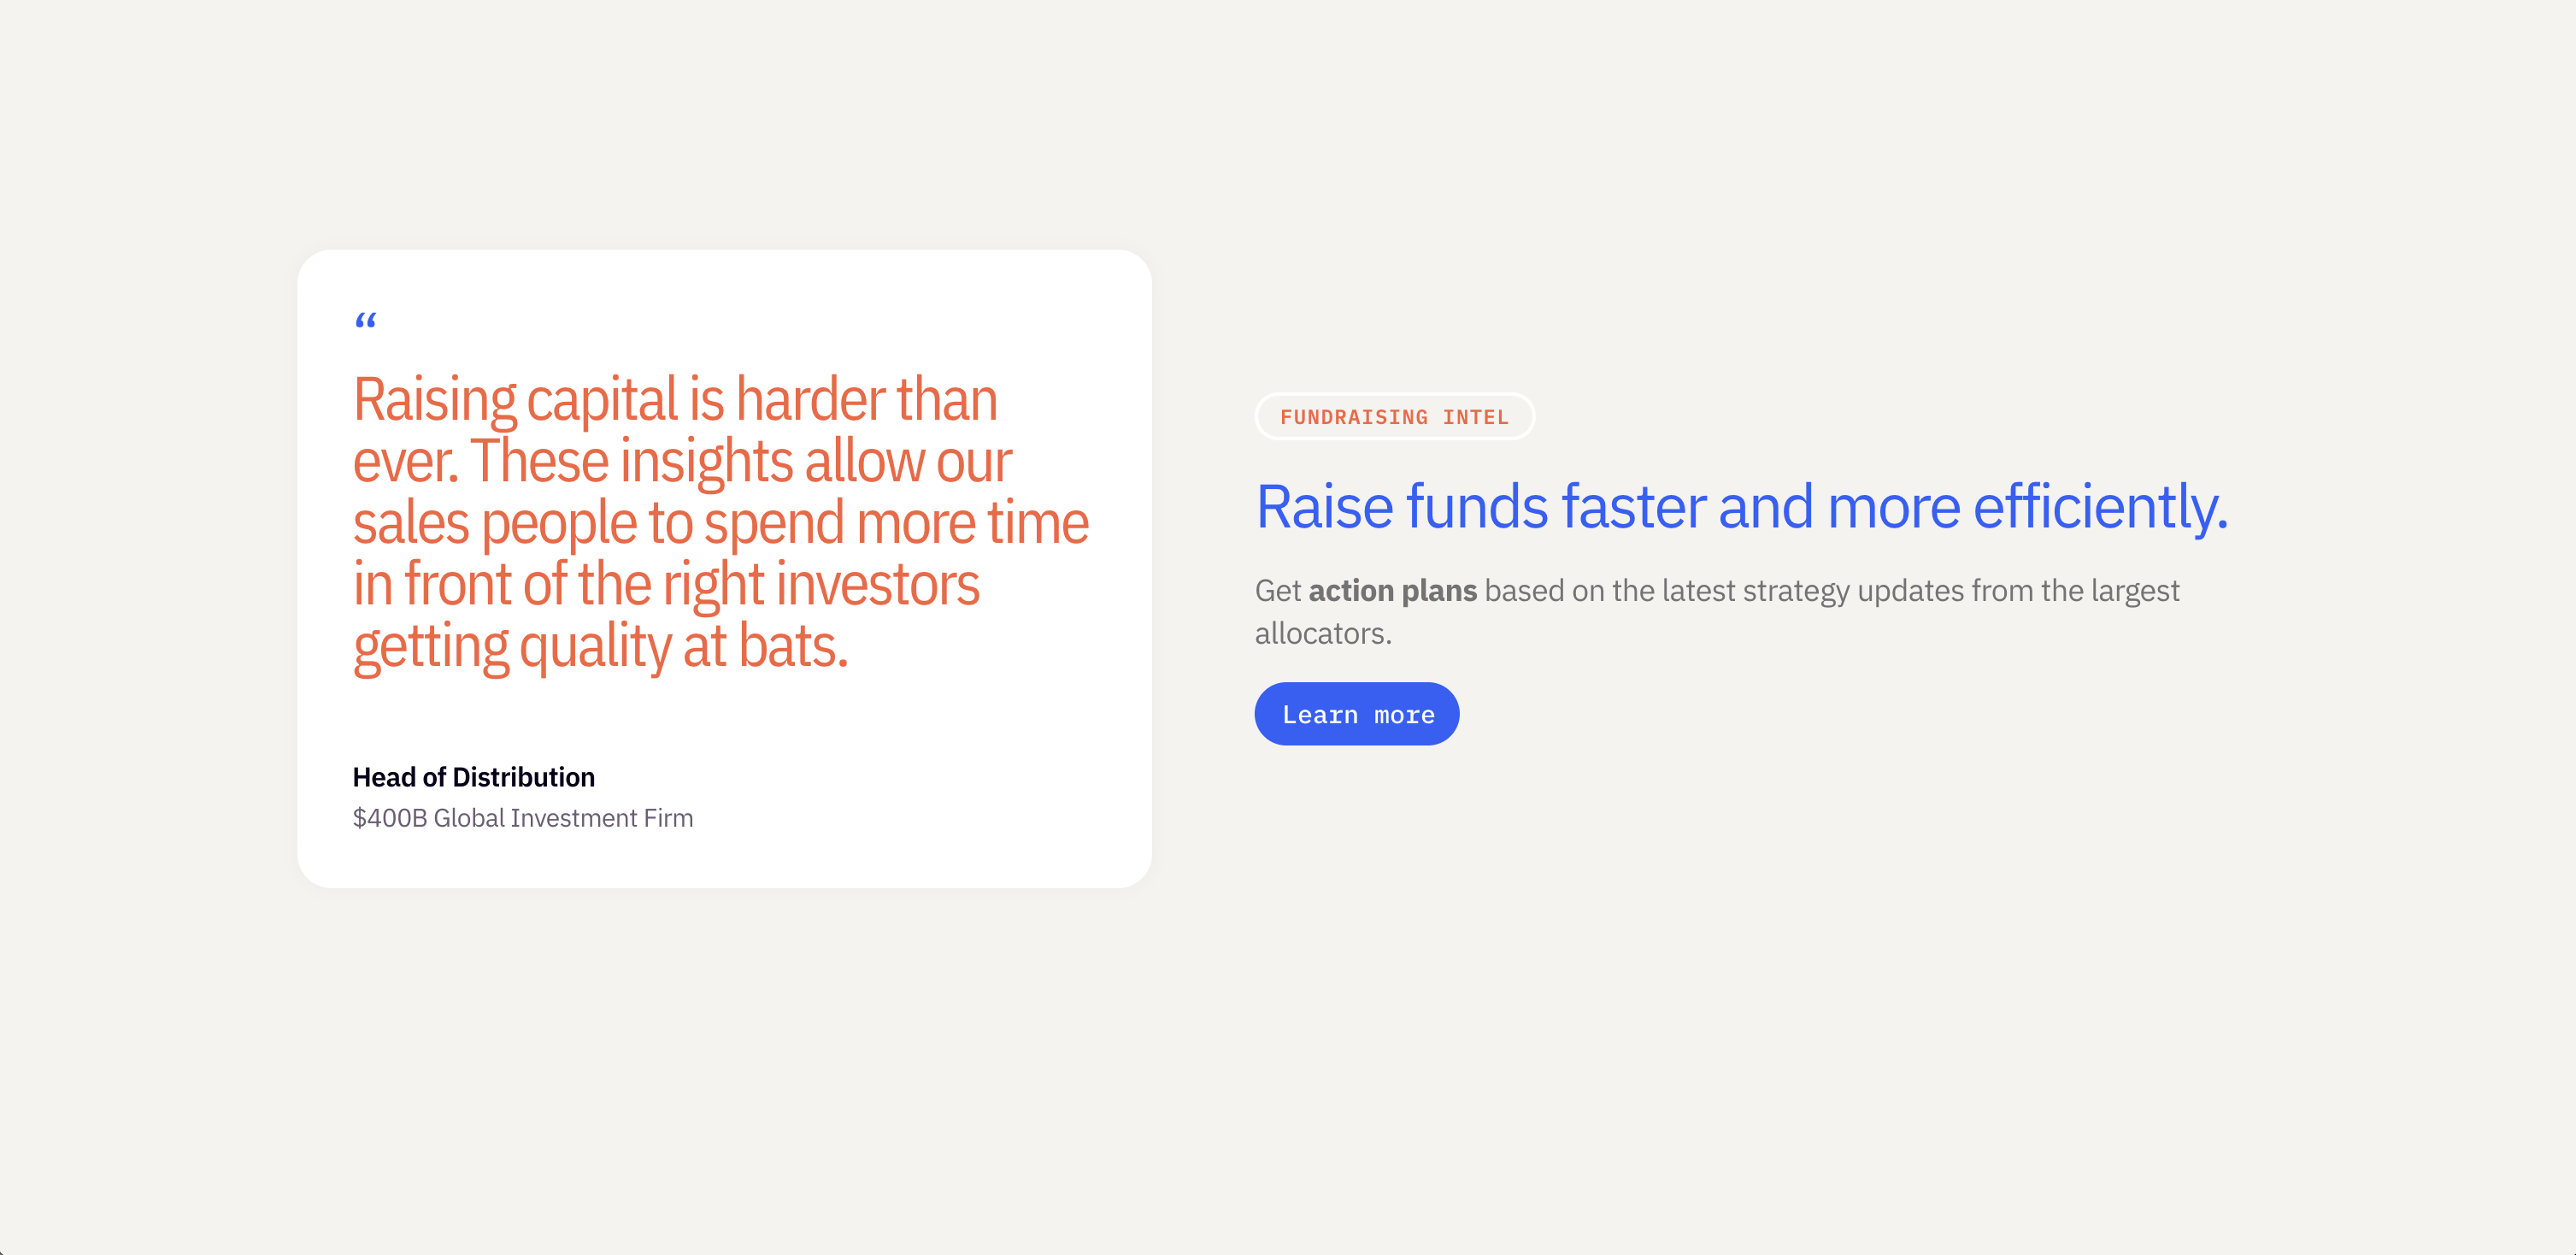 “
Raising capital is harder than
ever. These insights allow our
sales people to spend more time
in front of the right investors
getting quality at bats.
Head of Distribution
$400B Global Investment Firm
FUNDRAISING INTEL
Raise funds faster and more efficiently.
Get action plans based on the latest strategy updates from the largest
allocators.
Learn more